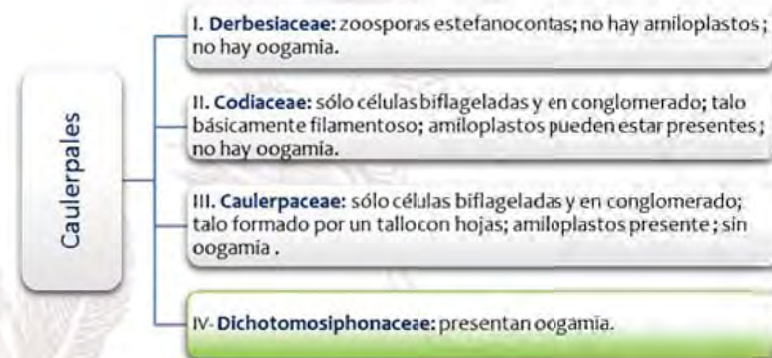 Caulerpales
I. Derbesiaceae: zoosporas estefanocontas; no hay amiloplastos;
no hay oogamia.
II. Codiaceae: sólo células biflageladas y en conglomerado; talo
básicamente filamentoso; amiloplastos pueden estar presentes;
no hay oogamia.
III. Caulerpaceae: sólo células biflageladas y en conglomerado;
talo formado por un tallocon hojas; amiloplastos presente; sin
oogamia.
IV- Dichotomosiphonaceae: presentan oogamia.